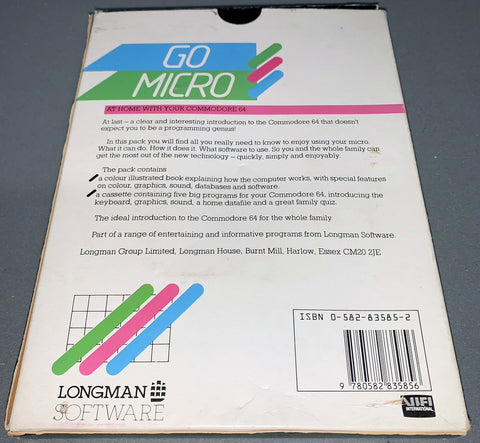 GO
MICRO
AT HOME WITH YOUR COMMODORE 64
At last – a clear and interesting introduction to the Commodore 64 that doesn't
expect you to be a programming genius!
In this pack you will find all you really need to know to enjoy using your micro.
What it can do. How it does it. What software to use. So you and the whole family can
get the most out of the new technology – quickly, simply and enjoyably.
The pack contains
a colour illustrated book explaining how the computer works, with special features
on colour, graphics, sound, databases and software.
a cassette containing five big programs for your Commodore 64, introducing the
keyboard, graphics, sound, a home datafile and a great family quiz.
The ideal introduction to the Commodore 64 for the whole family.
Part of a range of entertaining and informative programs from Longman Software.
Longman Group Limited, Longman House, Burnt Mill, Harlow, Essex CM20 2JE
ISBN 0-582-83585-2
9 780582 835856
LONGMAN
SOFTWARE
INTERNATIONAL